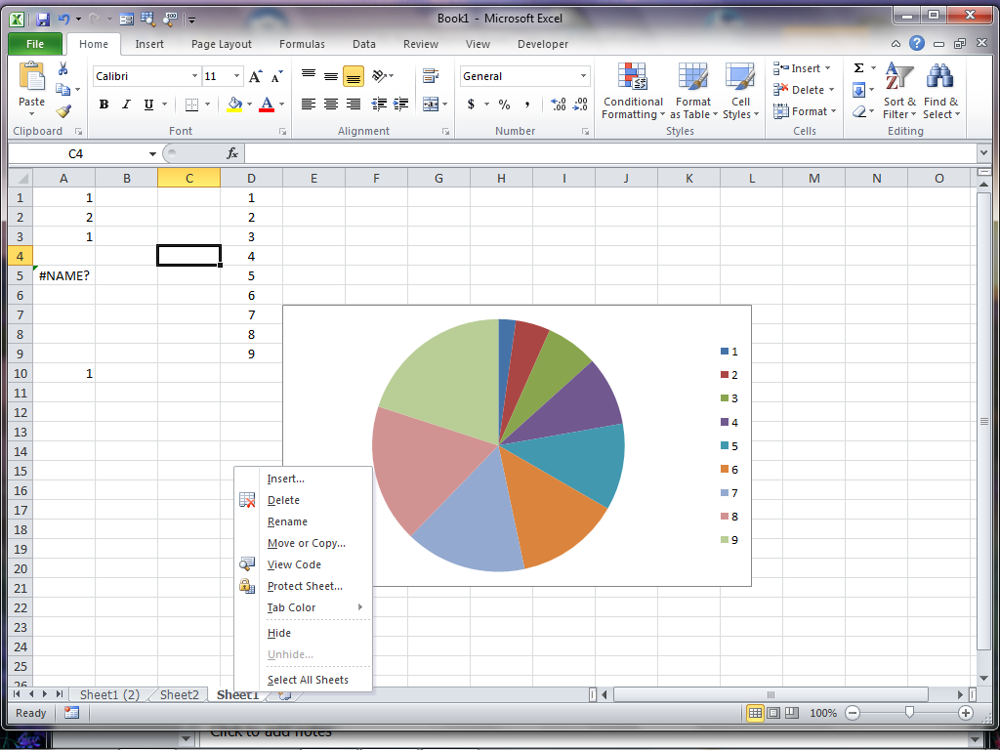 Book1 - Microsoft Excel
File Home Insert Page Layout Formulas Data Review View Developer
Calibri 11 General Insert
Paste Conditional Format Cell Delete Sort & Find &
Formatting as Table Styles Format Filter Select
Clipboard Font Alignment Number Styles Cells Editing
C4 fx
A B C D E F G H I J K L M N O
1 1 1
2 2 2
3 1 3
4 4
5 #NAME? 5
6 6
7 7
8 8
9 9
10 1
11
12
13
14
15
16
17
18
19
20
21
22
23
24
25
26
1
2
3
4
5
6
7
8
9
Insert...
Delete
Rename
Move or Copy...
View Code
Protect Sheet...
Tab Color
Hide
Unhide...
Select All Sheets
Sheet1 (2) Sheet2 Sheet1
Ready 100%
Click to add notes